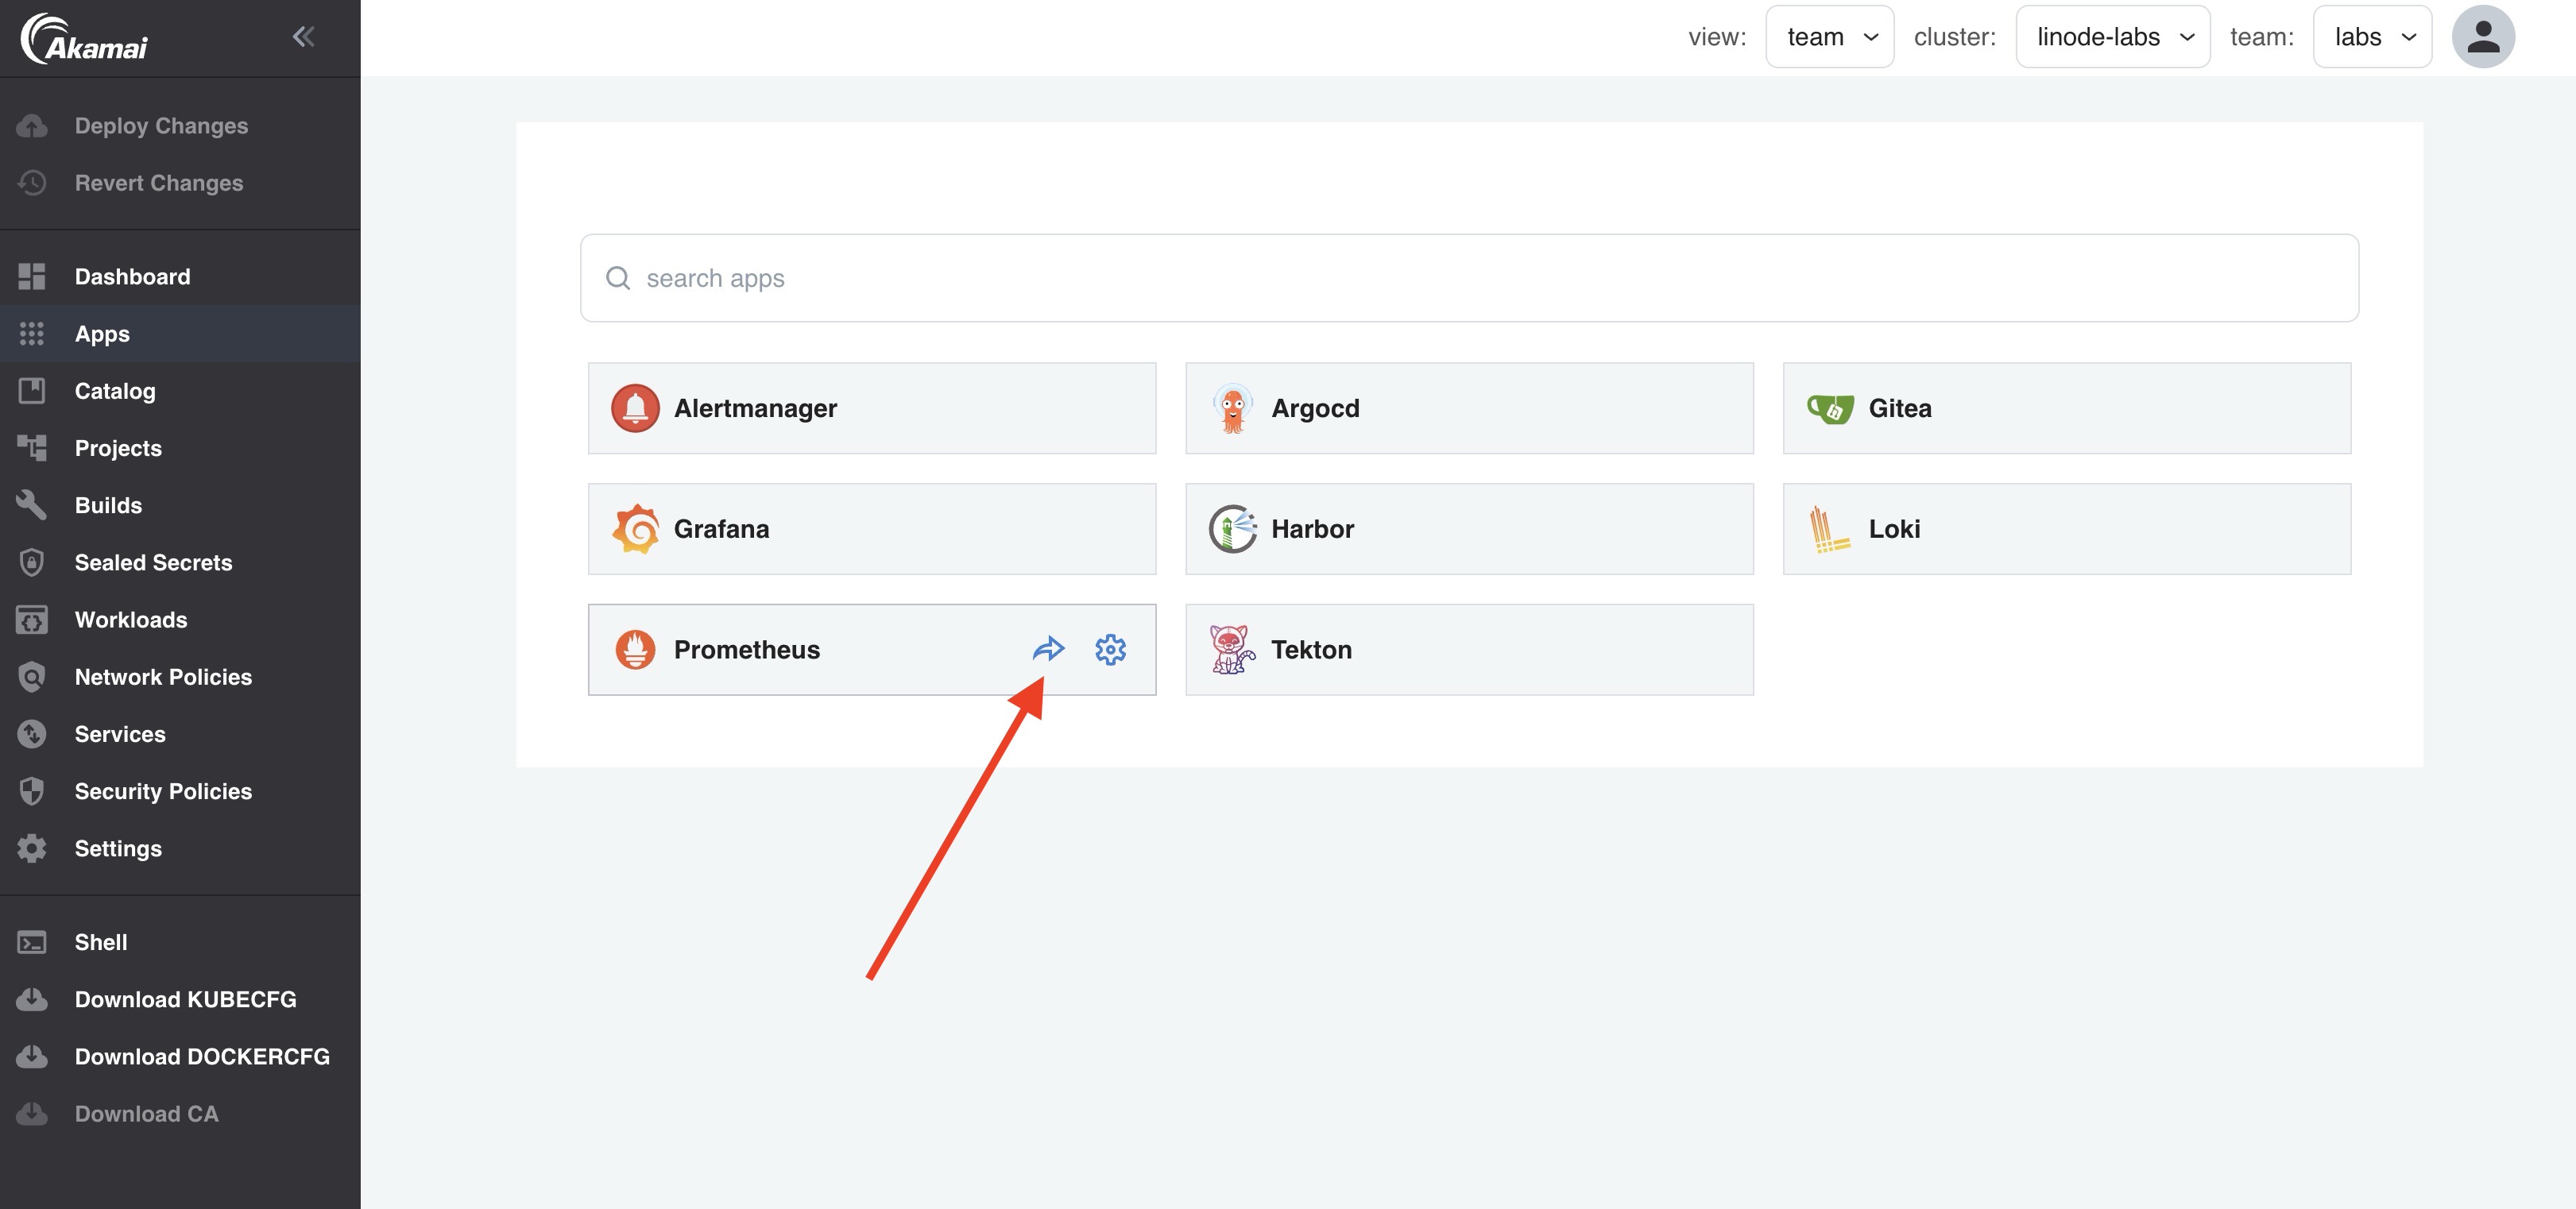 Akamai
view: team cluster: linode-labs team: labs
Deploy Changes
Revert Changes
Dashboard
Apps
Catalog
Projects
Builds
Sealed Secrets
Workloads
Network Policies
Services
Security Policies
Settings
Shell
Download KUBECFG
Download DOCKERCFG
Download CA
search apps
Alertmanager
Argocd
Gitea
Grafana
Harbor
Loki
Prometheus
Tekton